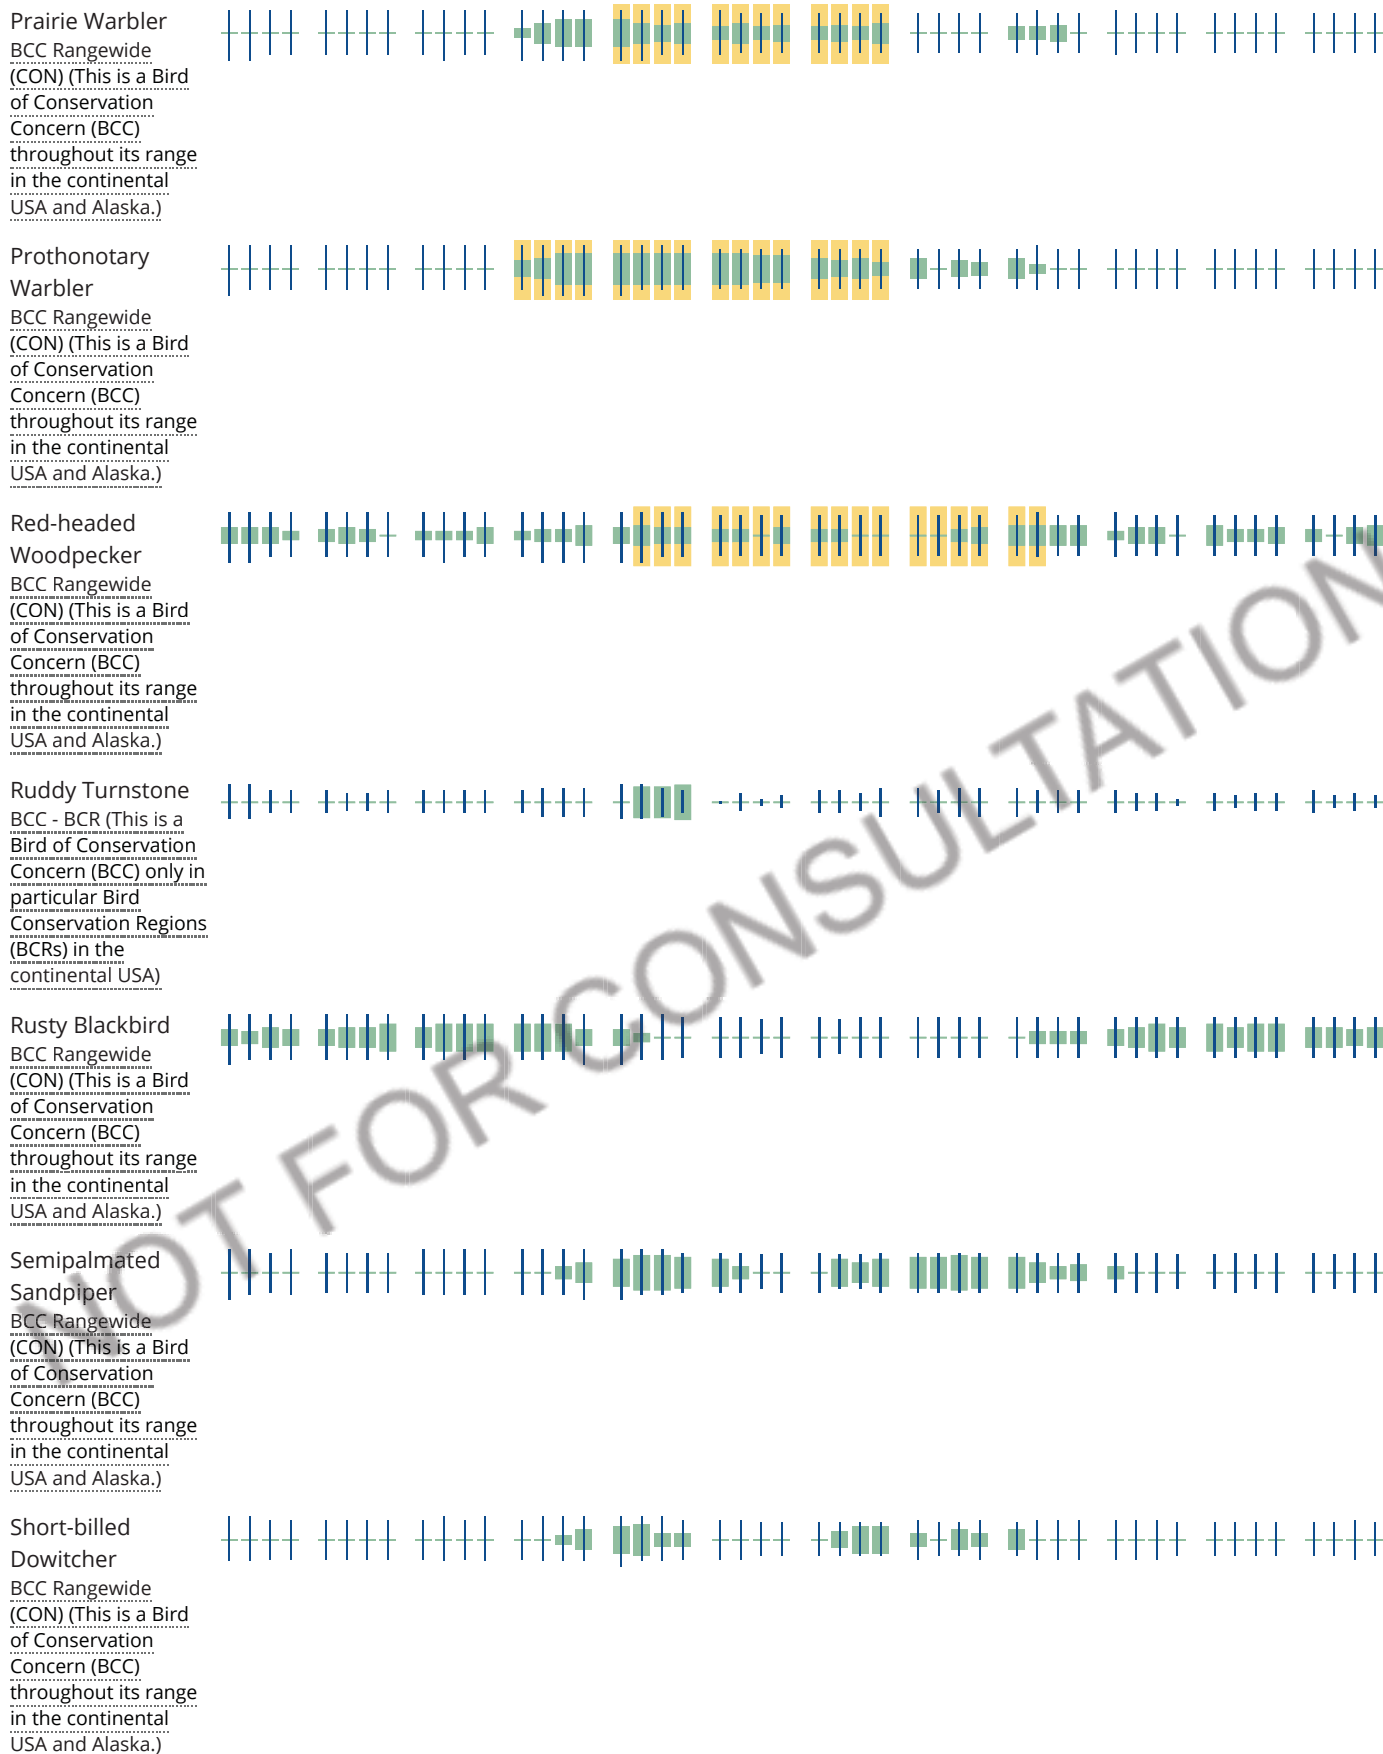 Prairie Warbler
BCC Rangewide
(CON) (This is a Bird
of Conservation
Concern (BCC)
throughout its range
in the continental
USA and Alaska.)
Prothonotary
Warbler
BCC Rangewide
(CON) (This is a Bird
of Conservation
Concern (BCC)
throughout its range
in the continental
USA and Alaska.)
Red-headed
Woodpecker
BCC Rangewide
(CON) (This is a Bird
of Conservation
Concern (BCC)
throughout its range
in the continental
USA and Alaska.)
Ruddy Turnstone
BCC - BCR (This is a
Bird of Conservation
Concern (BCC) only in
particular Bird
Conservation Regions
(BCRs) in the
continental USA)
Rusty Blackbird
BCC Rangewide
(CON) (This is a Bird
of Conservation
Concern (BCC)
throughout its range
in the continental
USA and Alaska.)
Semipalmated
Sandpiper
BCC Rangewide
(CON) (This is a Bird
of Conservation
Concern (BCC)
throughout its range
in the continental
USA and Alaska.)
Short-billed
Dowitcher
BCC Rangewide
(CON) (This is a Bird
of Conservation
Concern (BCC)
throughout its range
in the continental
USA and Alaska.)
NOT FOR CONSULTATION